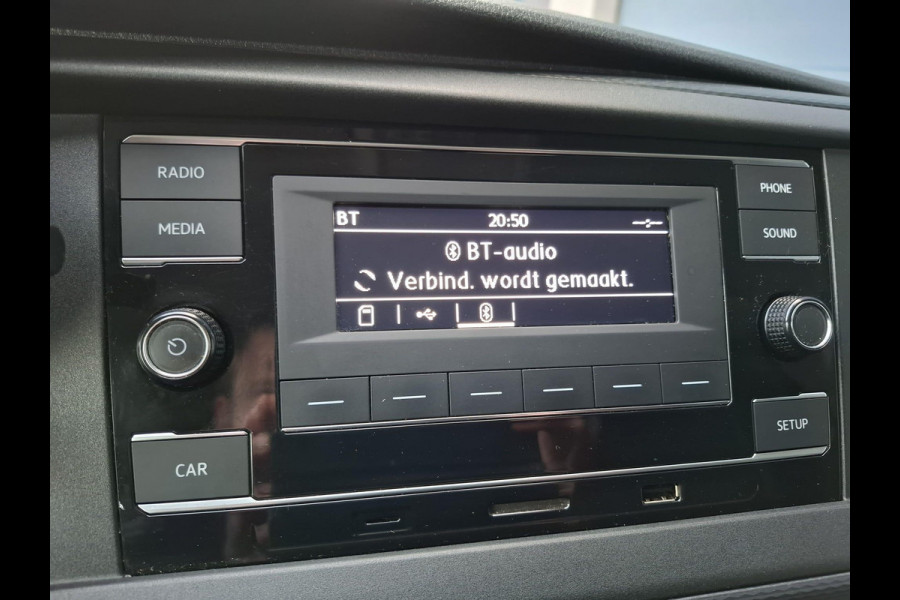 RADIO
MEDIA
CAR
BT 20:50
BT-audio
Verbind. wordt gemaakt.
PHONE
SOUND
SETUP